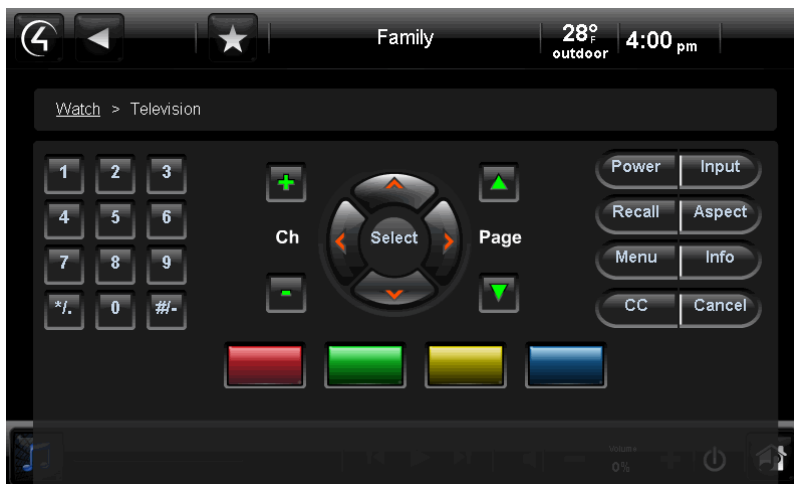 4 Family 28°F outdoor 4:00 pm
Watch > Television
1 2 3
4 5 6
7 8 9
*/. 0 #/-
+
Ch
-
Select
Page
Power Input
Recall Aspect
Menu Info
CC Cancel
Volume
0%